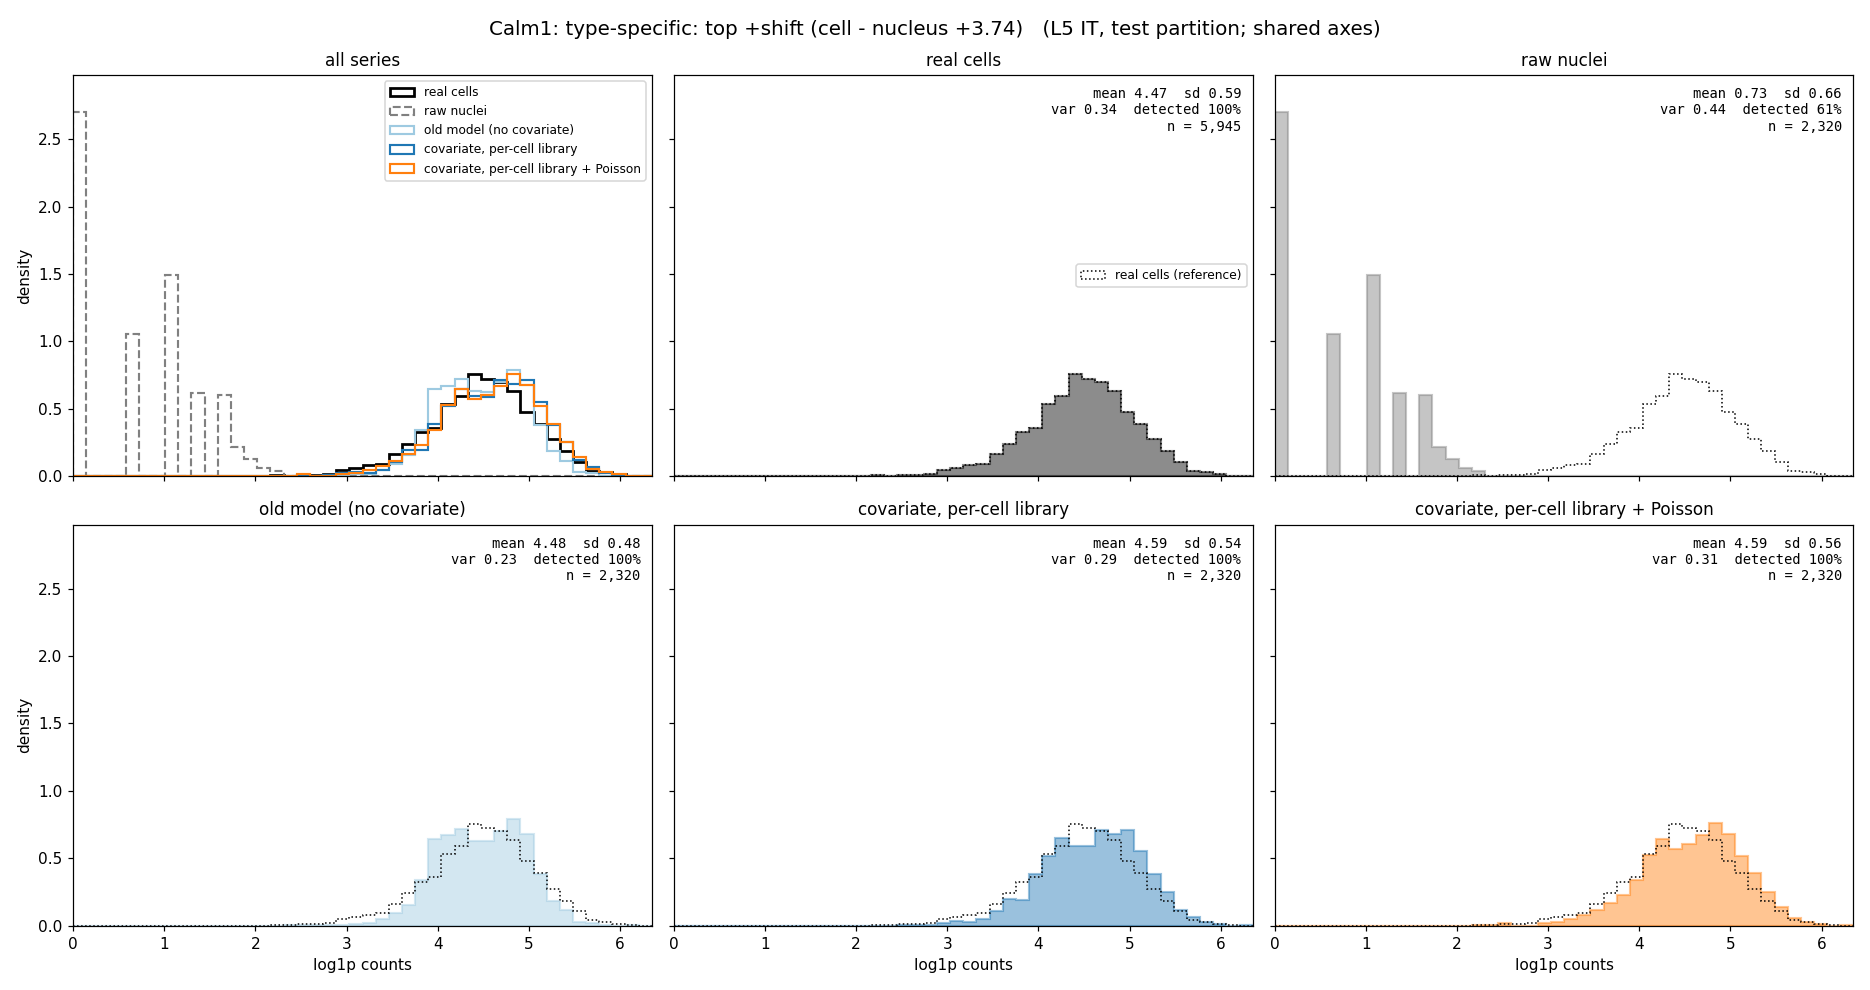 Calm1: type-specific: top +shift (cell - nucleus +3.74)   (L5 IT, test partition; shared axes)
all series
real cells
raw nuclei
old model (no covariate)
covariate, per-cell library
covariate, per-cell library + Poisson
density
2.5
2.0
1.5
1.0
0.5
0.0
real cells
mean 4.47  sd 0.59
var 0.34  detected 100%
n = 5,945
real cells (reference)
raw nuclei
mean 0.73  sd 0.66
var 0.44  detected 61%
n = 2,320
old model (no covariate)
mean 4.48  sd 0.48
var 0.23  detected 100%
n = 2,320
density
2.5
2.0
1.5
1.0
0.5
0.0
0 1 2 3 4 5 6
log1p counts
covariate, per-cell library
mean 4.59  sd 0.54
var 0.29  detected 100%
n = 2,320
0 1 2 3 4 5 6
log1p counts
covariate, per-cell library + Poisson
mean 4.59  sd 0.56
var 0.31  detected 100%
n = 2,320
0 1 2 3 4 5 6
log1p counts